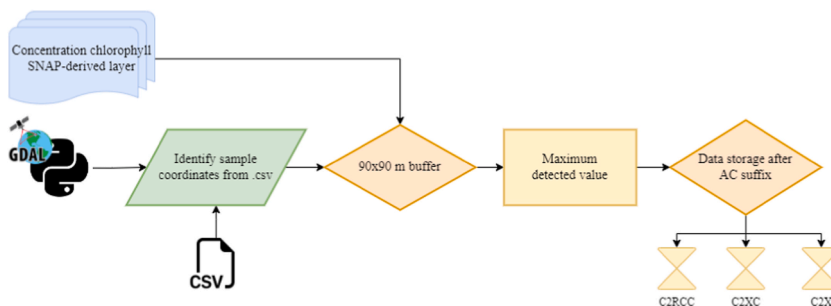 Concentration chlorophyll
SNAP-derived layer
GDAL
Identify sample
coordinates from .csv
90x90 m buffer
Maximum
detected value
Data storage after
AC suffix
CSV
C2RCC
C2XC
C2X